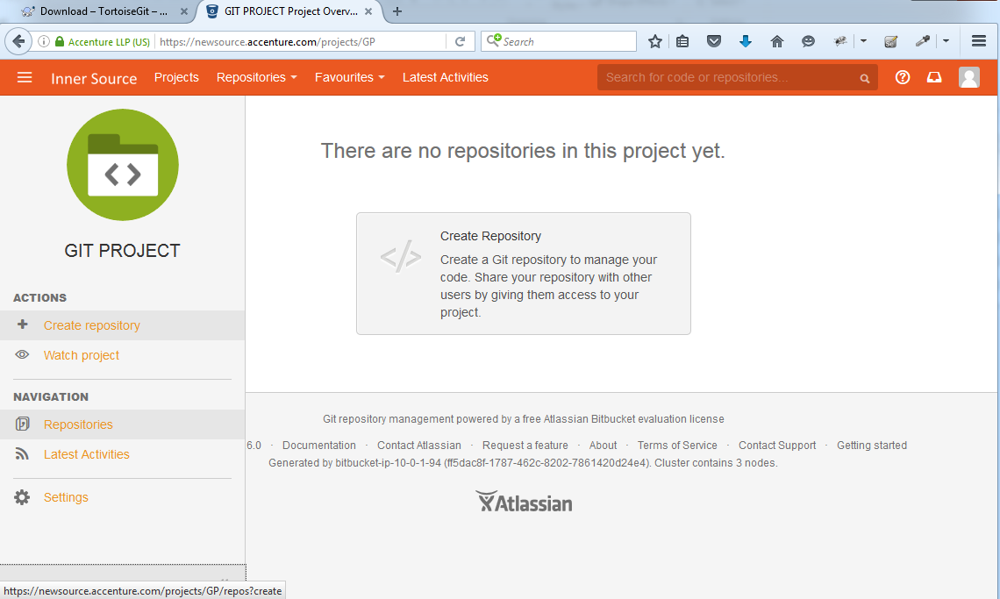 Download – TortoiseGit – ...
GIT PROJECT Project Overv...
Accenture LLP (US)
https://newsource.accenture.com/projects/GP
Search
Inner Source
Projects
Repositories
Favourites
Latest Activities
Search for code or repositories...
GIT PROJECT
ACTIONS
Create repository
Watch project
NAVIGATION
Repositories
Latest Activities
Settings
There are no repositories in this project yet.
Create Repository
Create a Git repository to manage your
code. Share your repository with other
users by giving them access to your
project.
Git repository management powered by a free Atlassian Bitbucket evaluation license
6.0 · Documentation · Contact Atlassian · Request a feature · About · Terms of Service · Contact Support · Getting started
Generated by bitbucket-ip-10-0-1-94 (ff5dac8f-1787-462c-8202-7861420d24e4). Cluster contains 3 nodes.
Atlassian
https://newsource.accenture.com/projects/GP/repos?create